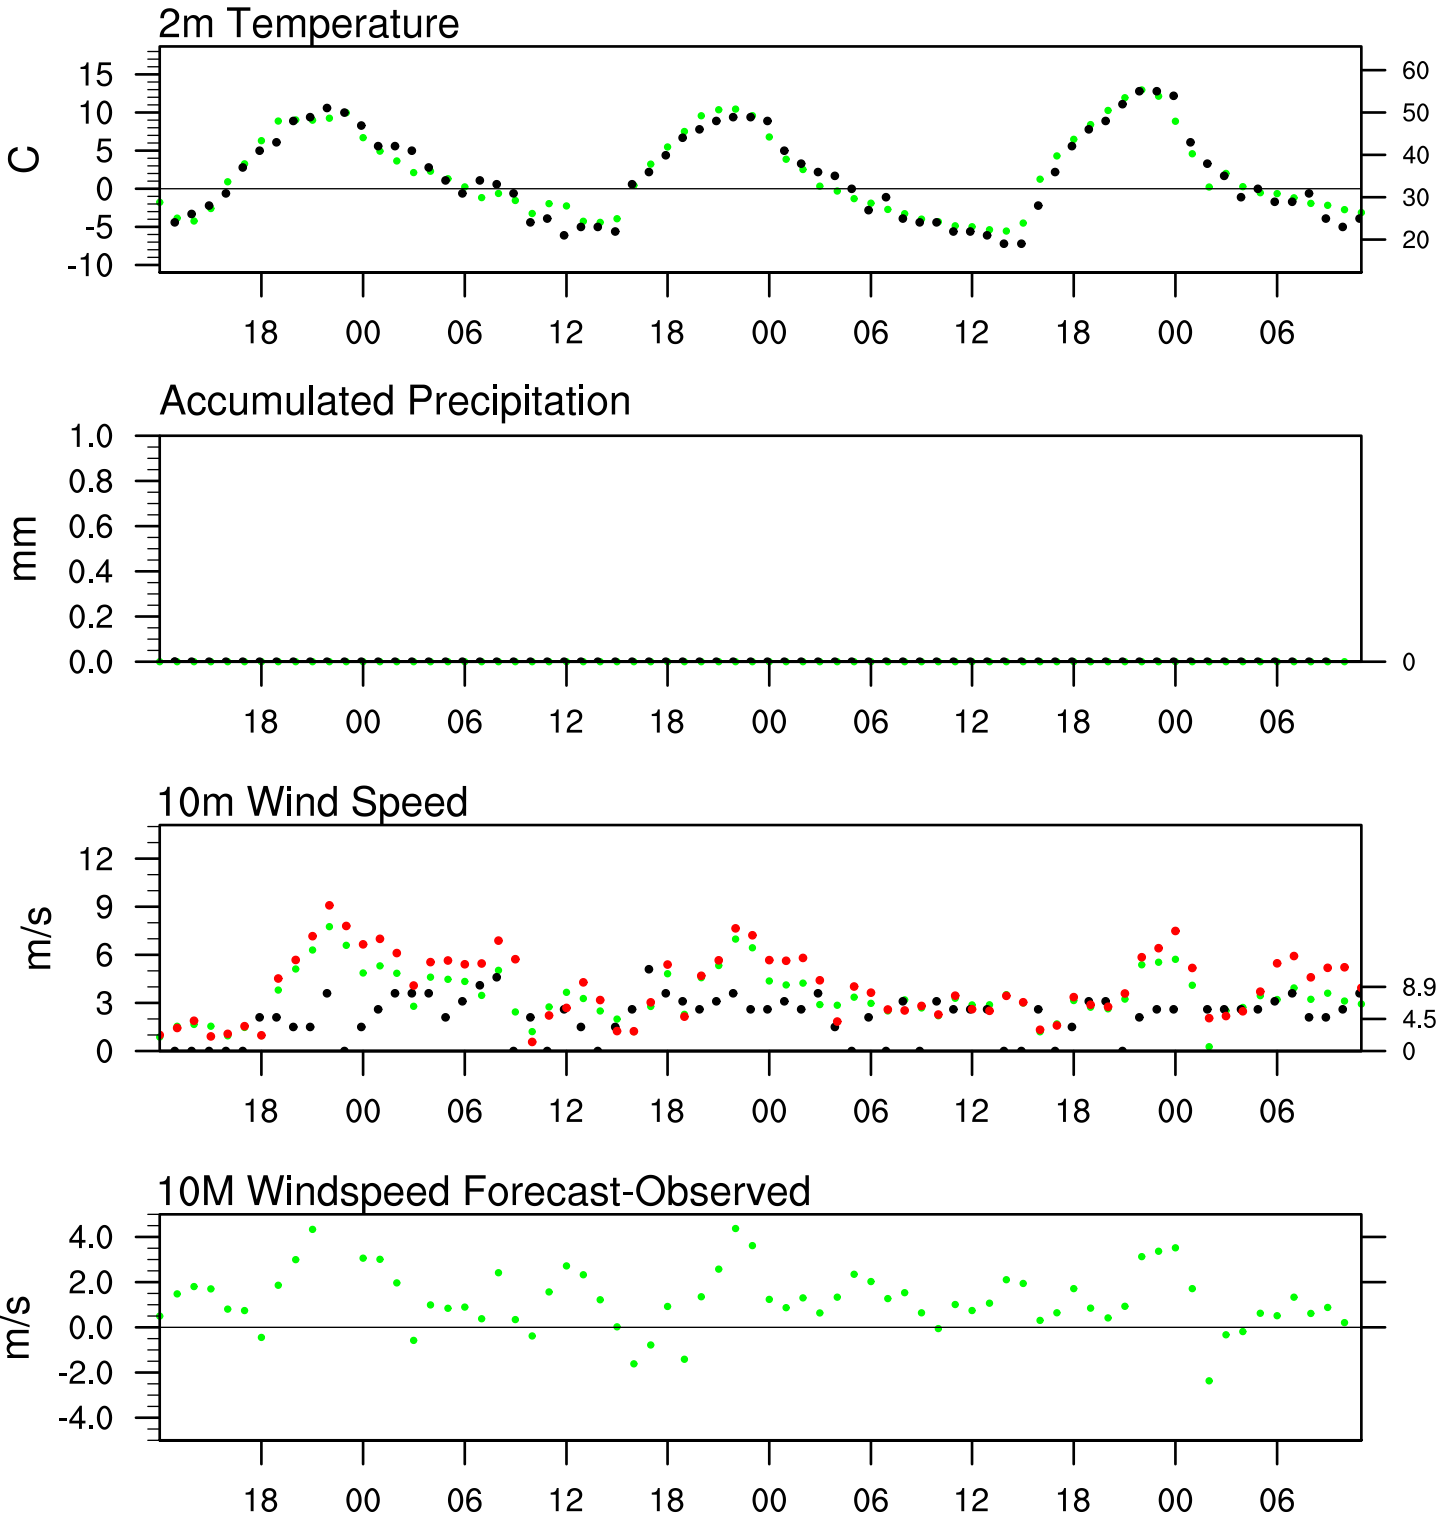 2m Temperature
15
10
5
0
-5
-10
C
60
50
40
30
20
18 00 06 12 18 00 06 12 18 00 06
Accumulated Precipitation
1.0
0.8
0.6
0.4
0.2
0.0
mm
0
18 00 06 12 18 00 06 12 18 00 06
10m Wind Speed
12
9
6
3
0
m/s
8.9
4.5
0
18 00 06 12 18 00 06 12 18 00 06
10M Windspeed Forecast-Observed
4.0
2.0
0.0
-2.0
-4.0
m/s
18 00 06 12 18 00 06 12 18 00 06